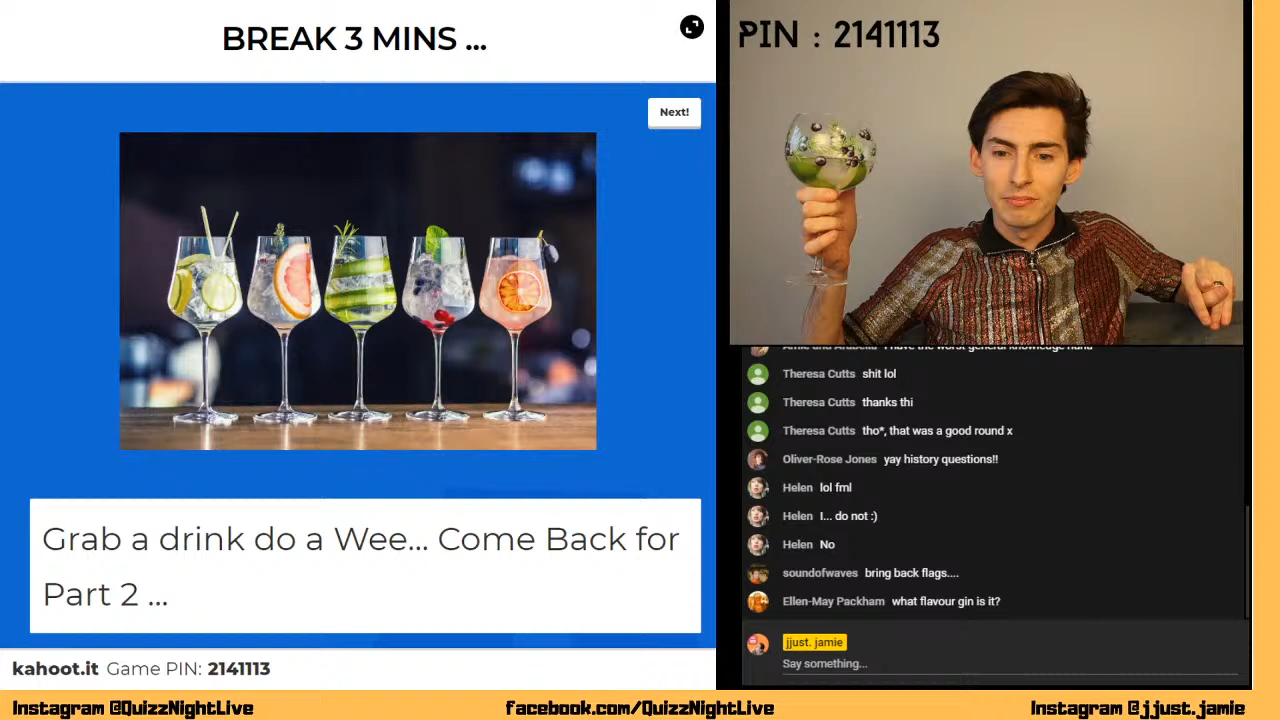 BREAK 3 MINS ...
Next!
Grab a drink do a Wee... Come Back for
Part 2 ...
kahoot.it Game PIN: 2141113
PIN : 2141113
Theresa Cutts shit lol
Theresa Cutts thanks thi
Theresa Cutts tho*, that was a good round x
Oliver-Rose Jones yay history questions!!
Helen lol fml
Helen I... do not :)
Helen No
soundofwaves bring back flags....
Ellen-May Packham what flavour gin is it?
jjust. jamie
Say something...
Instagram @QuizzNightLive
facebook.com/QuizzNightLive
Instagram @jjust.jamie